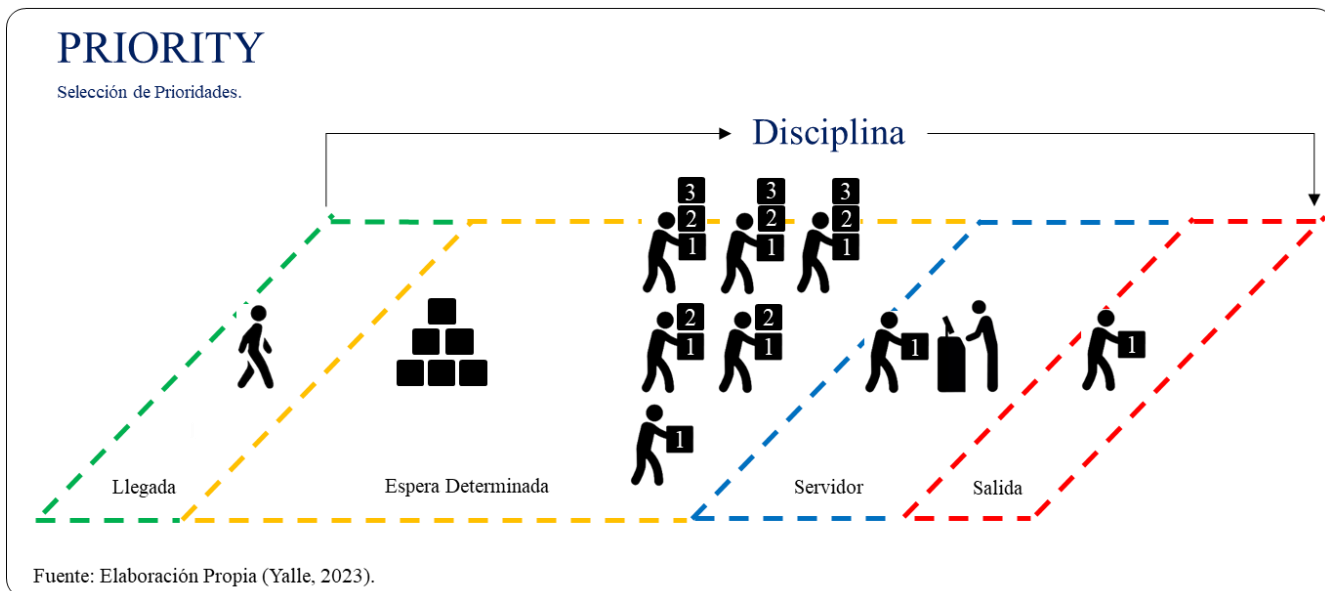 PRIORITY
Selección de Prioridades.
Disciplina
3 3 3
2 2 2
1 1 1
2 2
1 1
1 1
1
Llegada
Espera Determinada
Servidor
Salida
Fuente: Elaboración Propia (Yalle, 2023).